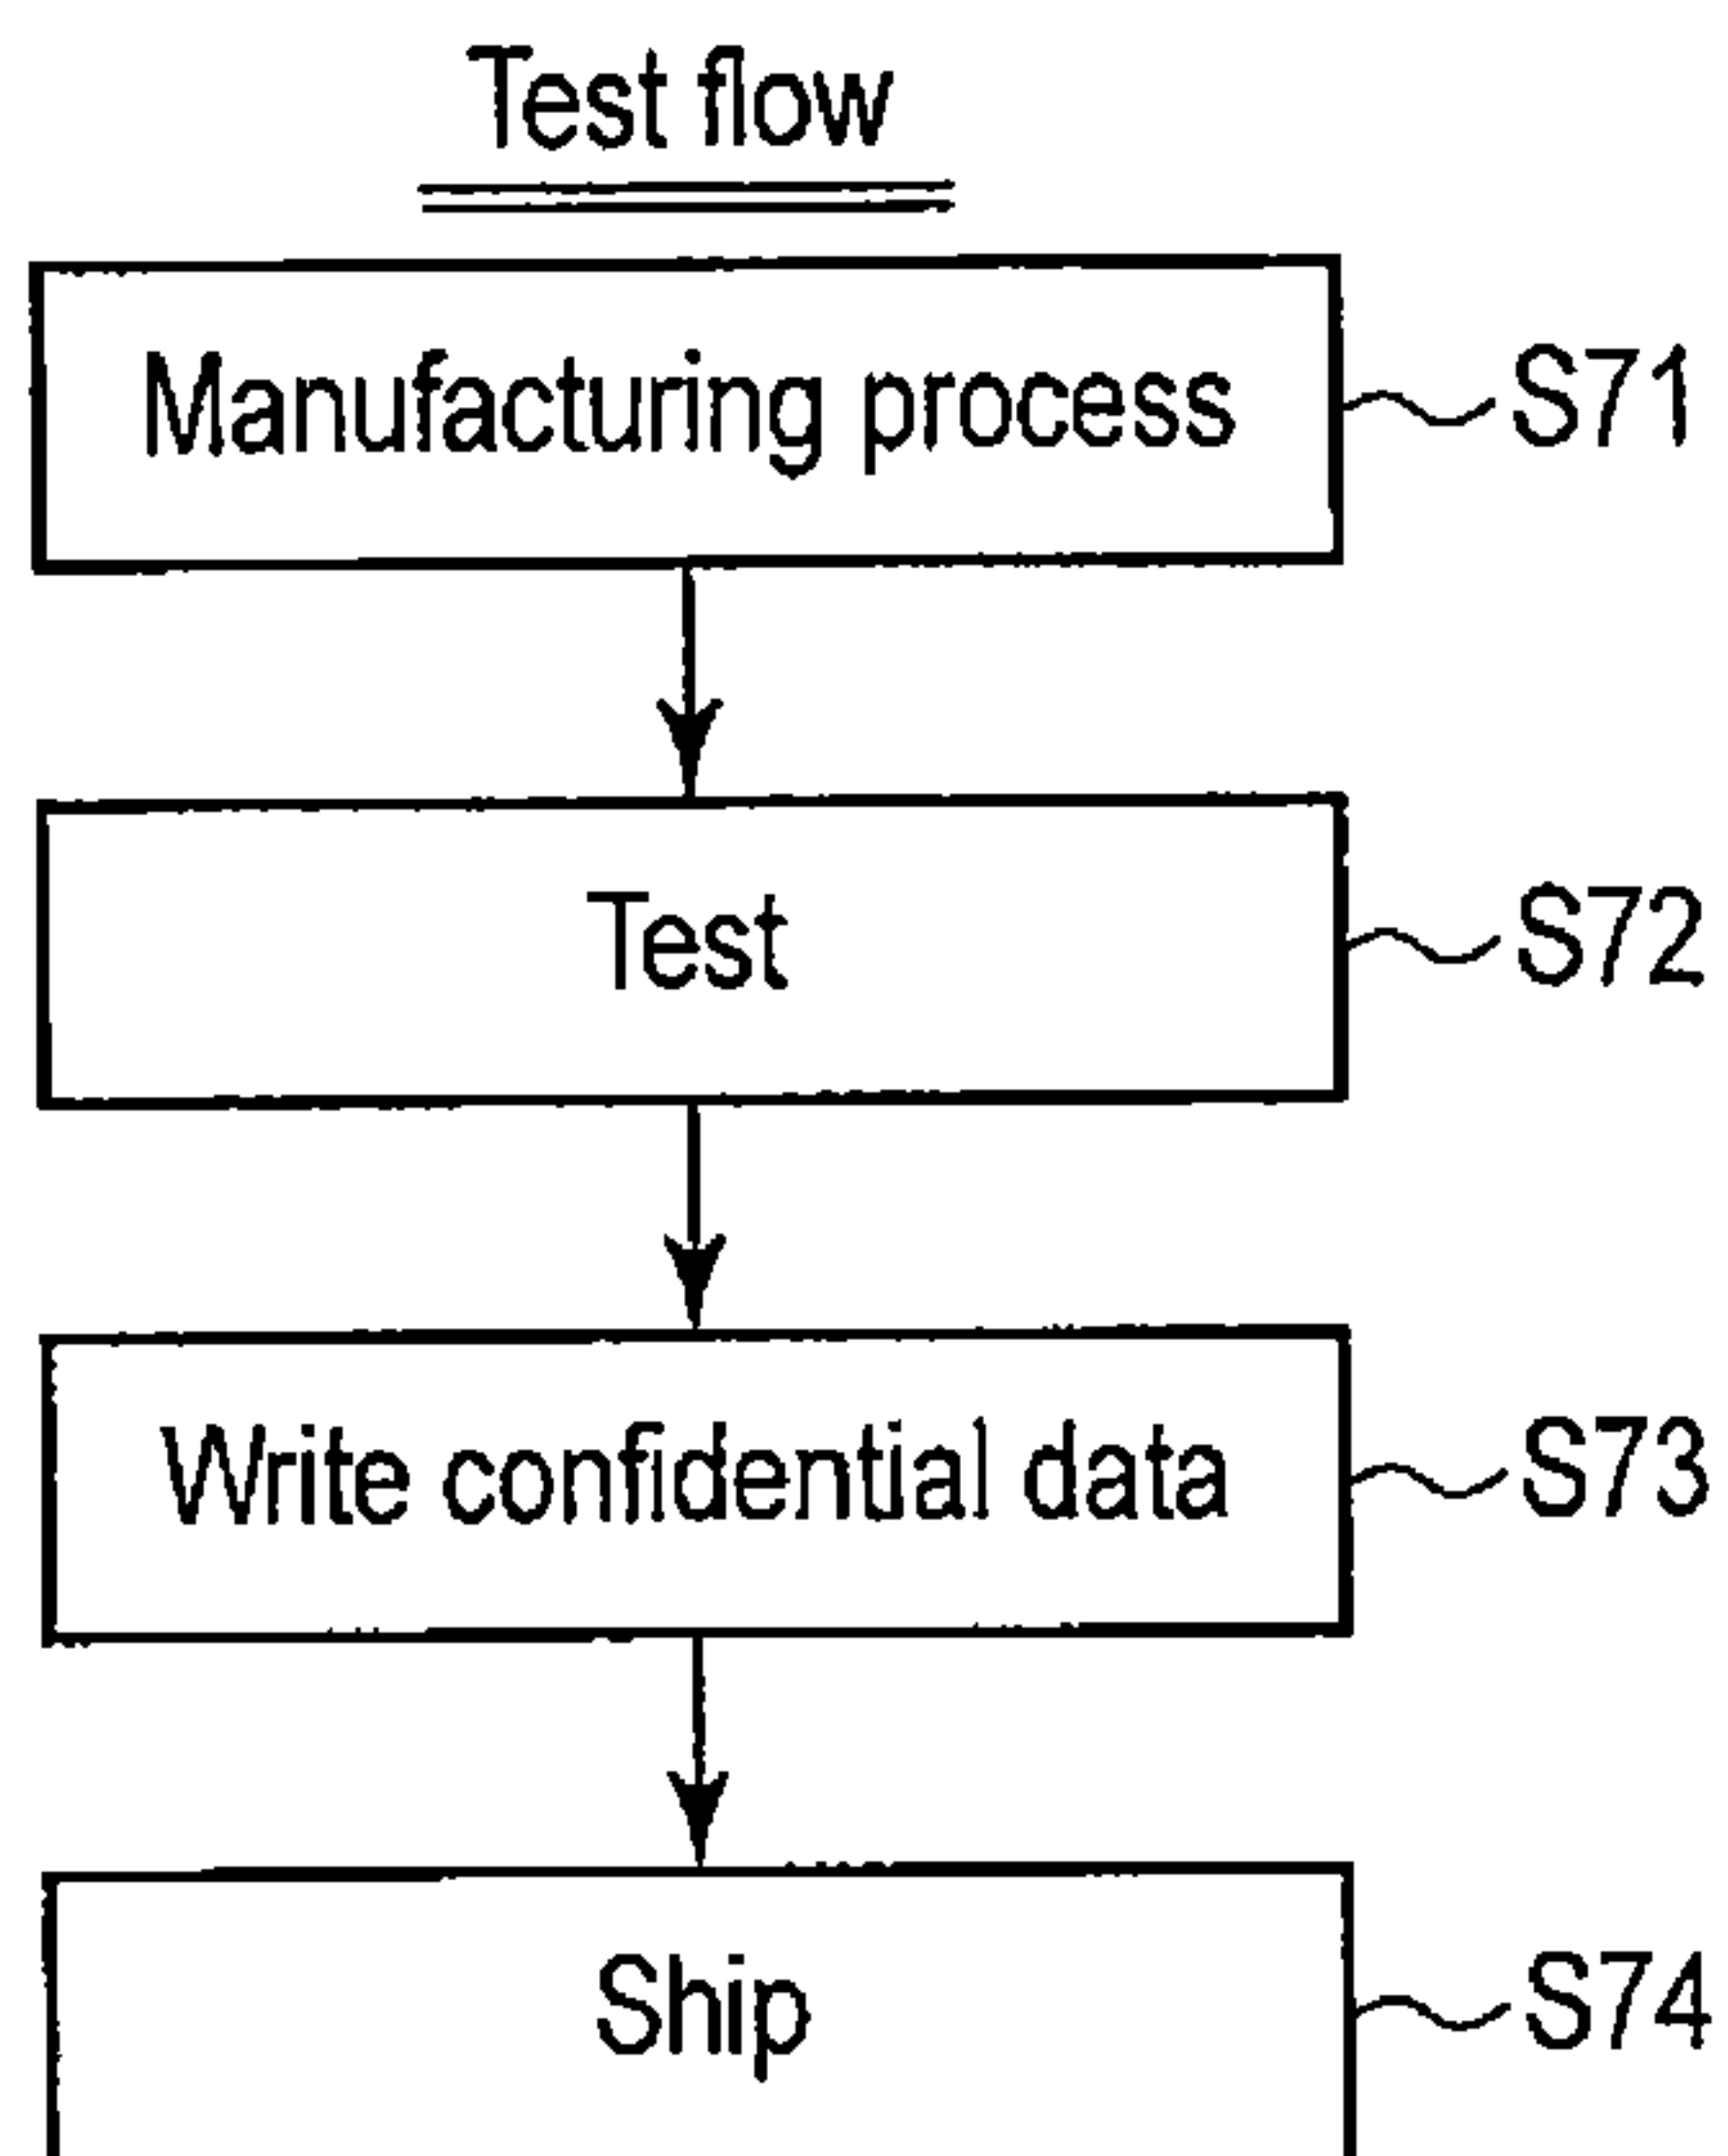 Test flow
Manufacturing process S71
Test S72
Write confidential data S73
Ship S74